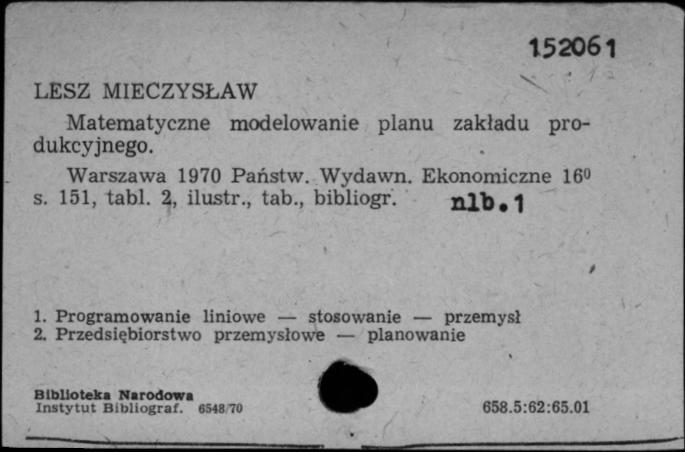 152061
LESZ MIECZYSŁAW
Matematyczne modelowanie planu zakładu pro-
dukcyjnego.
Warszawa 1970 Państw. Wydawn. Ekonomiczne 16⁰
s. 151, tabl. 2, ilustr., tab., bibliogr. nlb.1
1. Programowanie liniowe — stosowanie — przemysł
2. Przedsiębiorstwo przemysłowe — planowanie
Biblioteka Narodowa
Instytut Bibliograf. 6548/70
658.5:62:65.01